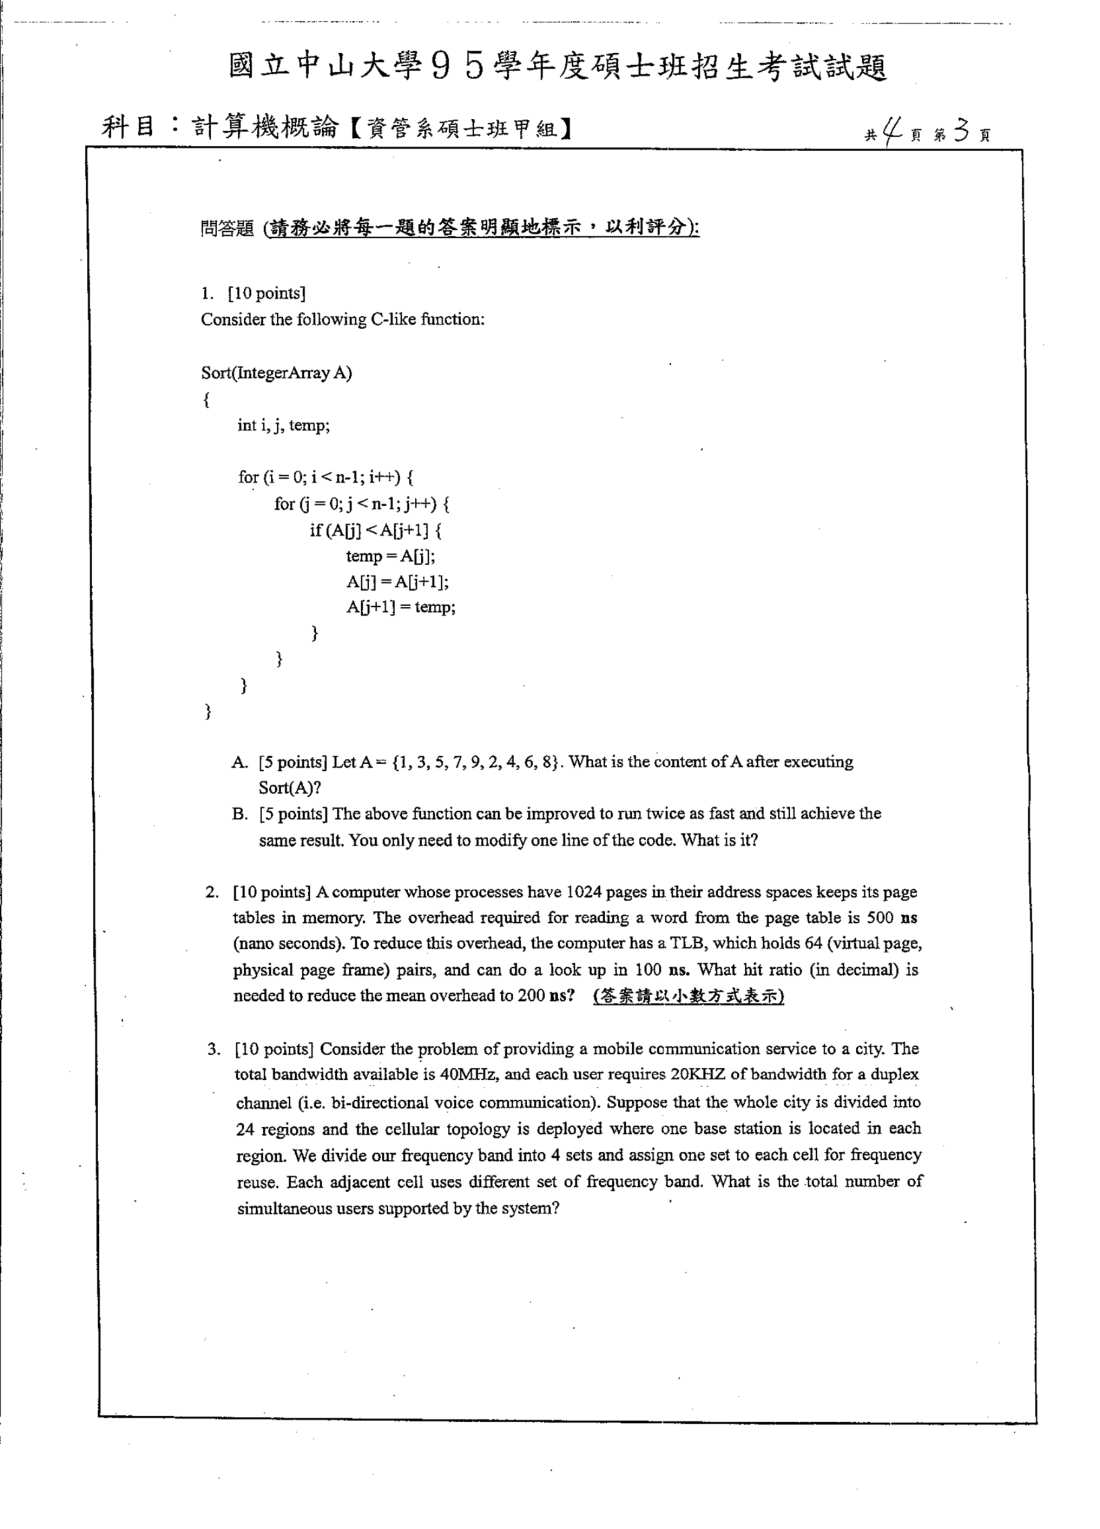 國立中山大學95學年度碩士班招生考試試題
科目：計算機概論【資管系碩士班甲組】
共4頁 第3頁
問答題 (請務必將每一題的答案明顯地標示，以利評分):
1. [10 points]
Consider the following C-like function:
Sort(IntegerArray A)
{
int i, j, temp;
for (i = 0; i < n-1; i++) {
for (j = 0; j < n-1; j++) {
if (A[j] < A[j+1] {
temp = A[j];
A[j] = A[j+1];
A[j+1] = temp;
}
}
}
}
A. [5 points] Let A = {1, 3, 5, 7, 9, 2, 4, 6, 8}. What is the content of A after executing
Sort(A)?
B. [5 points] The above function can be improved to run twice as fast and still achieve the
same result. You only need to modify one line of the code. What is it?
2. [10 points] A computer whose processes have 1024 pages in their address spaces keeps its page
tables in memory. The overhead required for reading a word from the page table is 500 ns
(nano seconds). To reduce this overhead, the computer has a TLB, which holds 64 (virtual page,
physical page frame) pairs, and can do a look up in 100 ns. What hit ratio (in decimal) is
needed to reduce the mean overhead to 200 ns? (答案請以小數方式表示)
3. [10 points] Consider the problem of providing a mobile communication service to a city. The
total bandwidth available is 40MHz, and each user requires 20KHZ of bandwidth for a duplex
channel (i.e. bi-directional voice communication). Suppose that the whole city is divided into
24 regions and the cellular topology is deployed where one base station is located in each
region. We divide our frequency band into 4 sets and assign one set to each cell for frequency
reuse. Each adjacent cell uses different set of frequency band. What is the total number of
simultaneous users supported by the system?